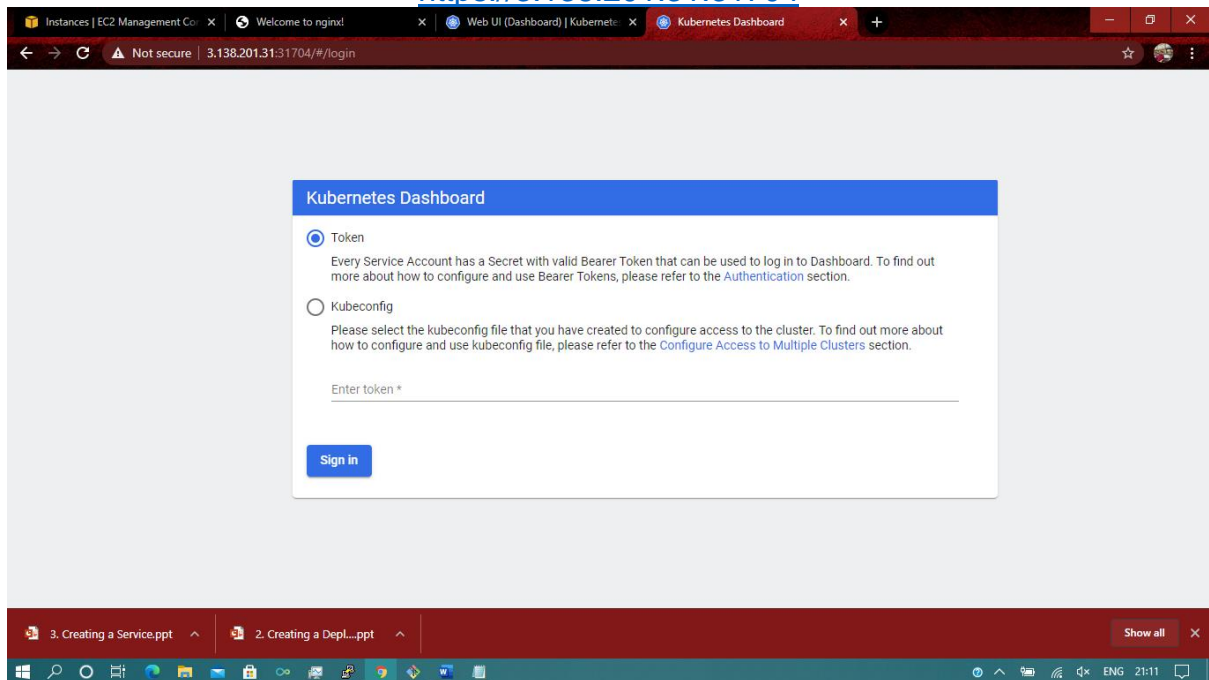 Instances | EC2 Management Con
Welcome to nginx!
Web UI (Dashboard) | Kubernete
Kubernetes Dashboard
Not secure | 3.138.201.31:31704/#/login
Kubernetes Dashboard
Token
Every Service Account has a Secret with valid Bearer Token that can be used to log in to Dashboard. To find out
more about how to configure and use Bearer Tokens, please refer to the Authentication section.
Kubeconfig
Please select the kubeconfig file that you have created to configure access to the cluster. To find out more about
how to configure and use kubeconfig file, please refer to the Configure Access to Multiple Clusters section.
Enter token *
Sign in
3. Creating a Service.ppt
2. Creating a Depl....ppt
Show all
ENG
21:11